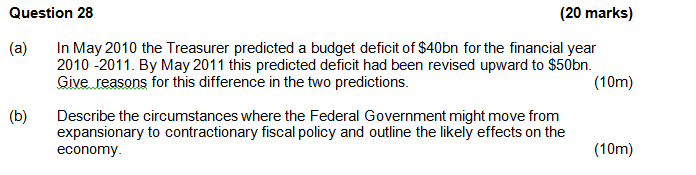 Question 28 (20 marks)
(a) In May 2010 the Treasurer predicted a budget deficit of $40bn for the financial year
2010 -2011. By May 2011 this predicted deficit had been revised upward to $50bn.
Give reasons for this difference in the two predictions. (10m)
(b) Describe the circumstances where the Federal Government might move from
expansionary to contractionary fiscal policy and outline the likely effects on the
economy. (10m)